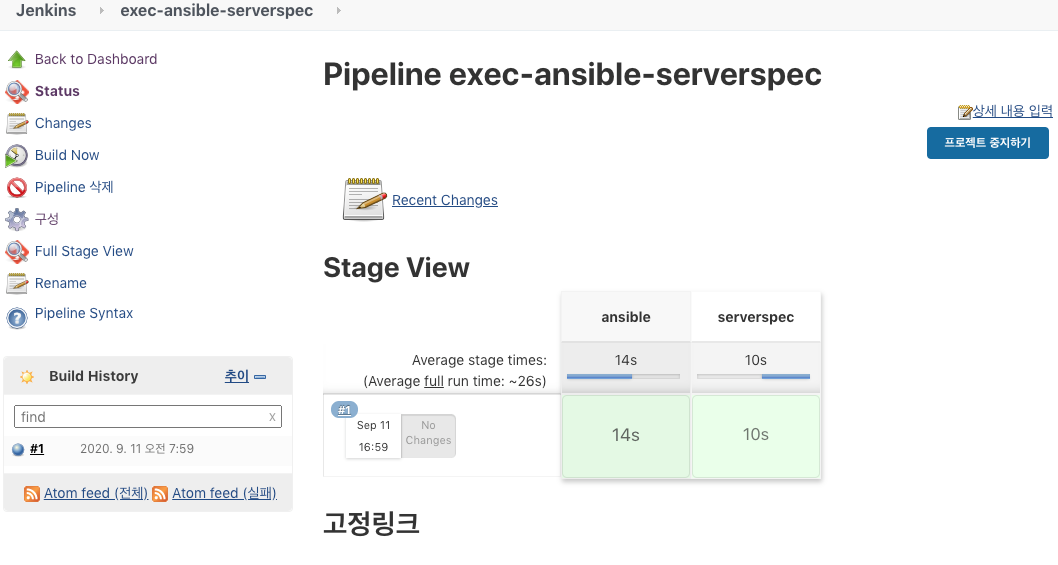 Jenkins
exec-ansible-serverspec
Back to Dashboard
Status
Changes
Build Now
Pipeline 삭제
구성
Full Stage View
Rename
Pipeline Syntax
Build History
추이
find
x
#1
2020. 9. 11 오전 7:59
Atom feed (전체)
Atom feed (실패)
Pipeline exec-ansible-serverspec
상세 내용 입력
프로젝트 중지하기
Recent Changes
Stage View
ansible
serverspec
Average stage times:
(Average full run time: ~26s)
14s
10s
#1
Sep 11
16:59
No
Changes
14s
10s
고정링크